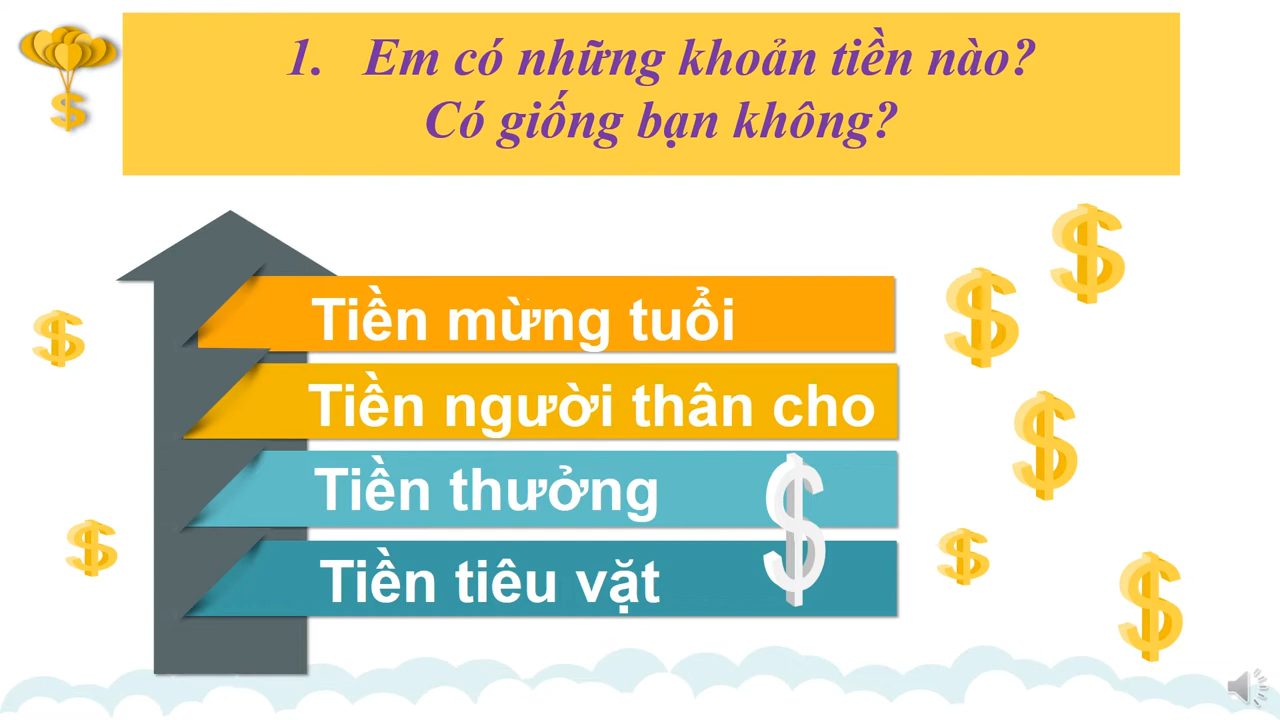 1. Em có những khoản tiền nào?
Có giống bạn không?
Tiền mừng tuổi
Tiền người thân cho
Tiền thưởng
Tiền tiêu vặt